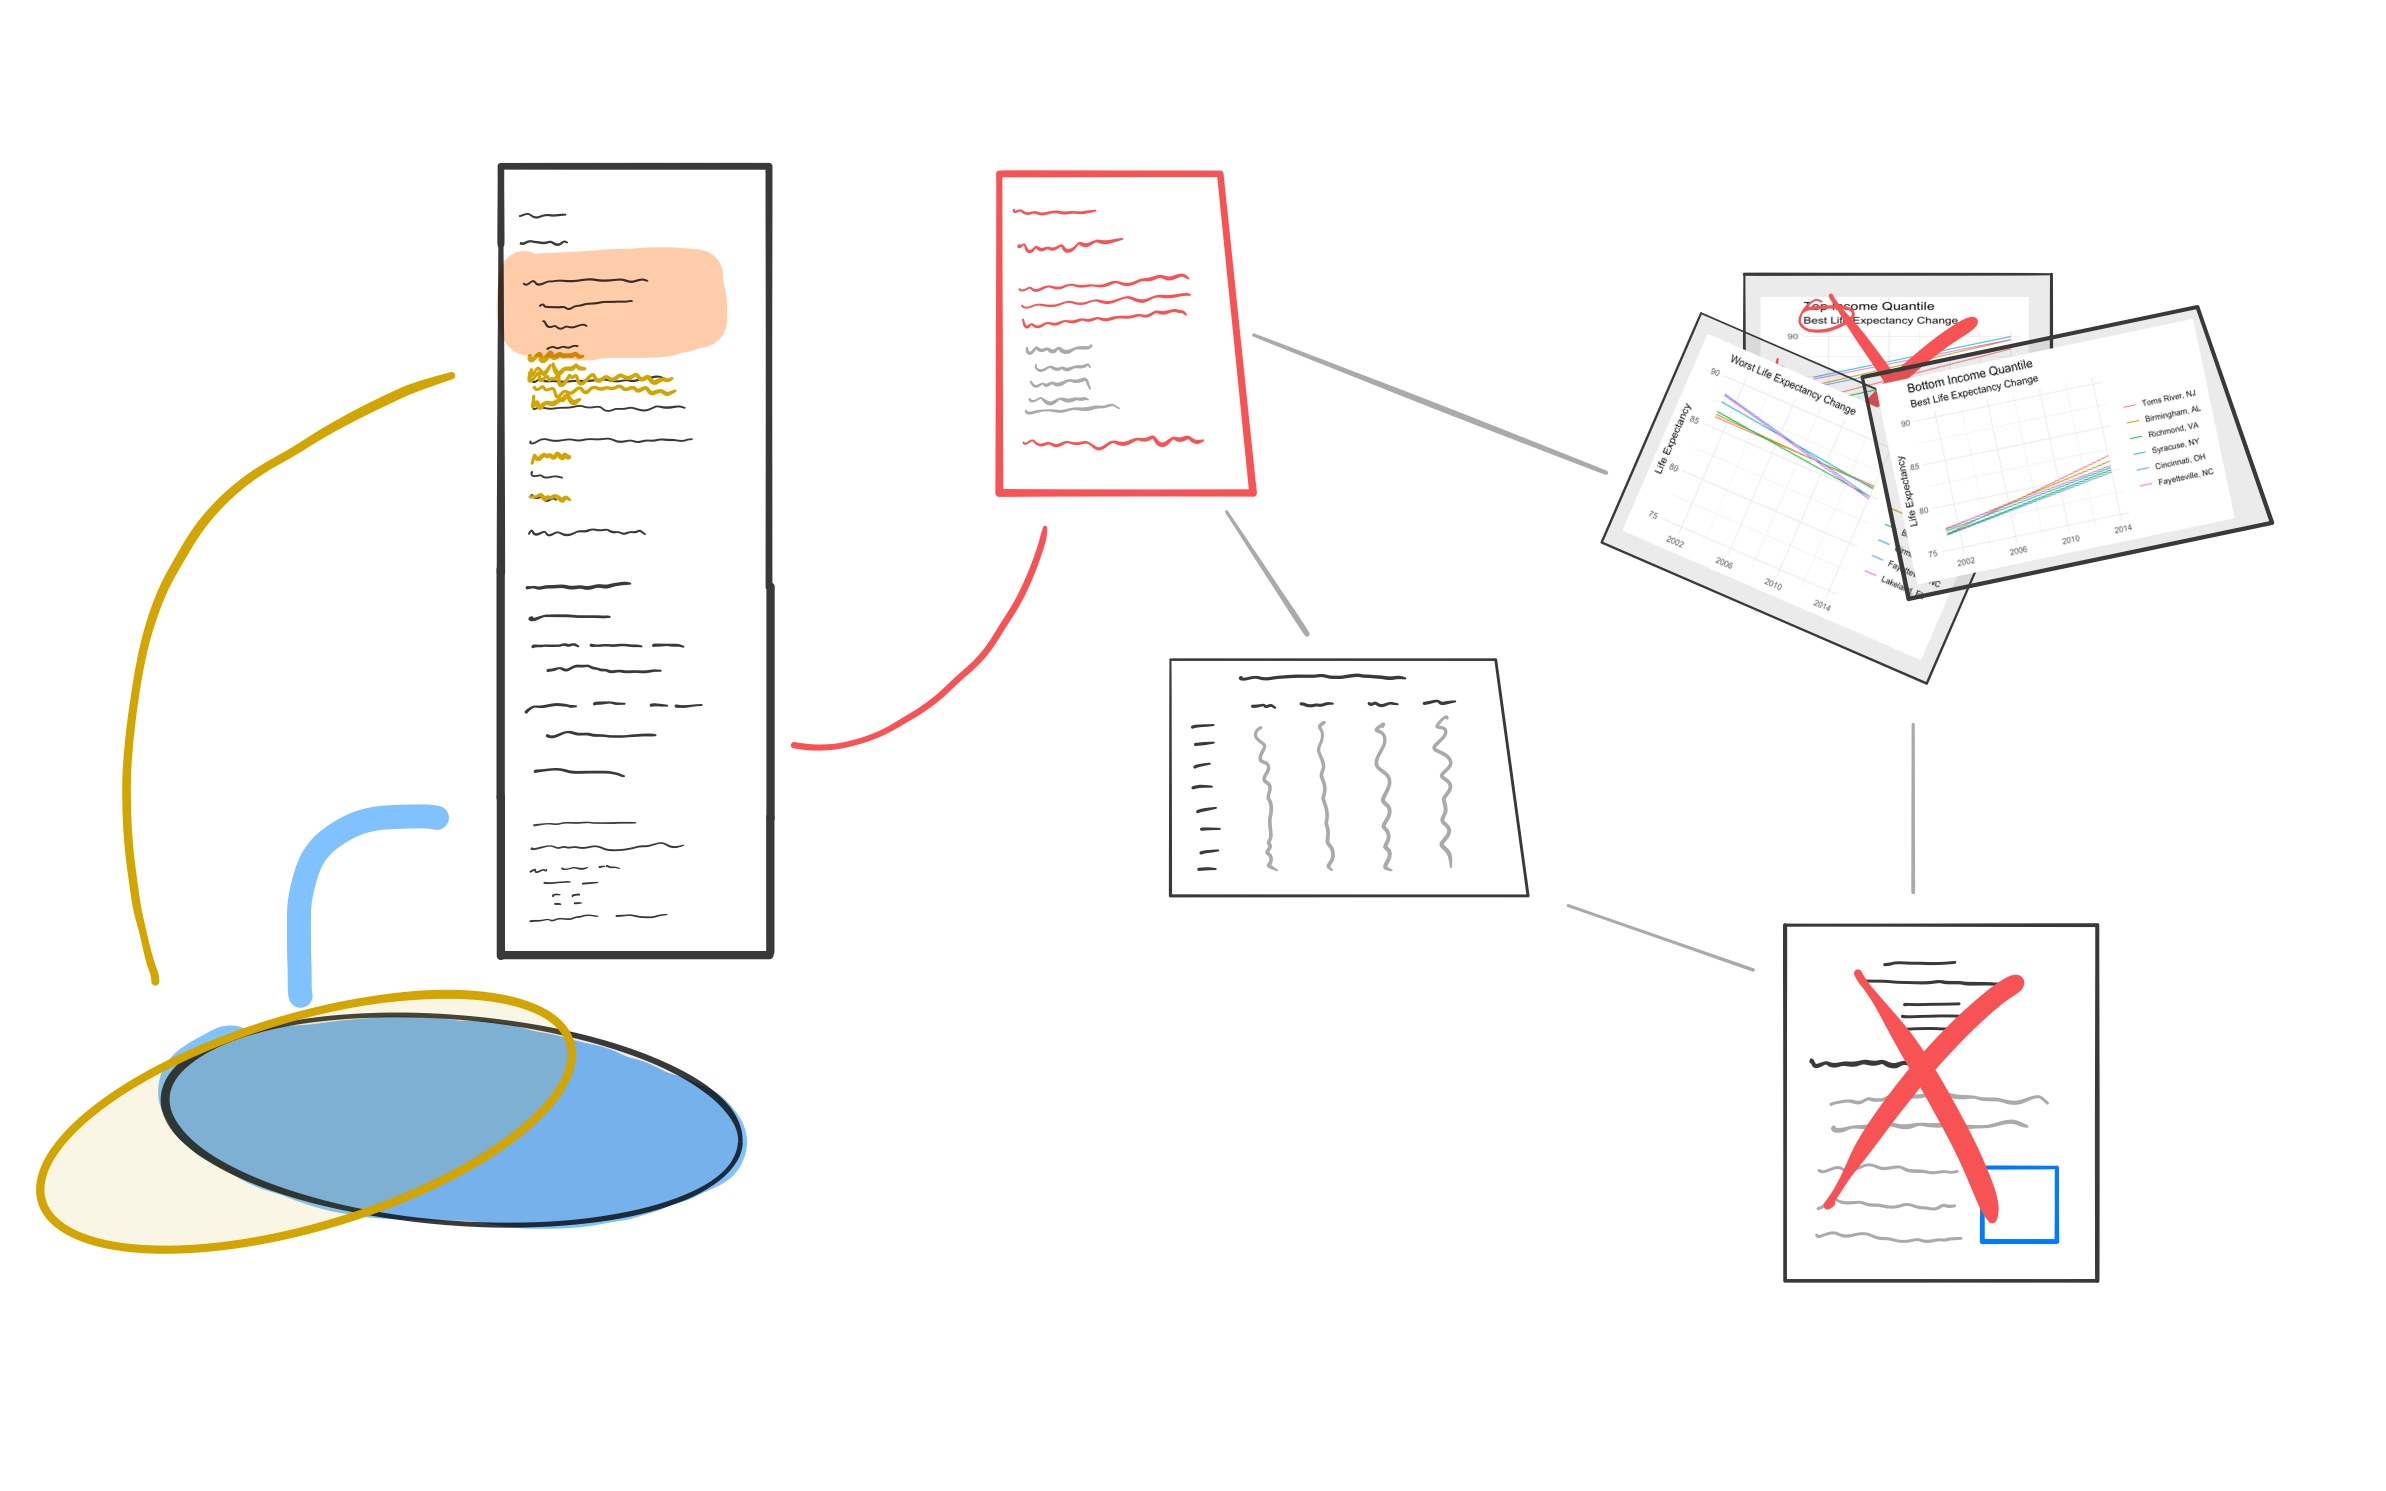 Top Income Quantile
Best Life Expectancy Change
90
Worst Life Expectancy Change
Life Expectancy
90
85
80
75
2002
2006
2010
2014
Bottom Income Quantile
Best Life Expectancy Change
Life Expectancy
90
85
80
75
2002
2006
2010
2014
Toms River, NJ
Birmingham, AL
Richmond, VA
Syracuse, NY
Cincinnati, OH
Fayetteville, NC